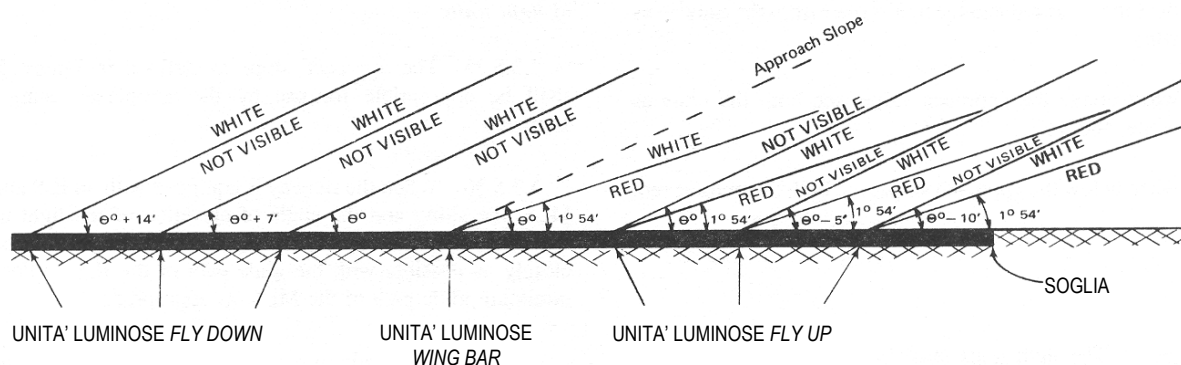 Approach Slope
WHITE
NOT VISIBLE
WHITE
NOT VISIBLE
WHITE
NOT VISIBLE
WHITE
RED
NOT VISIBLE
WHITE
RED
NOT VISIBLE
WHITE
RED
NOT VISIBLE
WHITE
RED
θ° + 14'
θ° + 7'
θ°
θ°
1° 54'
θ°
1° 54'
θ° – 5'
1° 54'
θ° – 10'
1° 54'
SOGLIA
UNITA' LUMINOSE FLY DOWN
UNITA' LUMINOSE
WING BAR
UNITA' LUMINOSE FLY UP